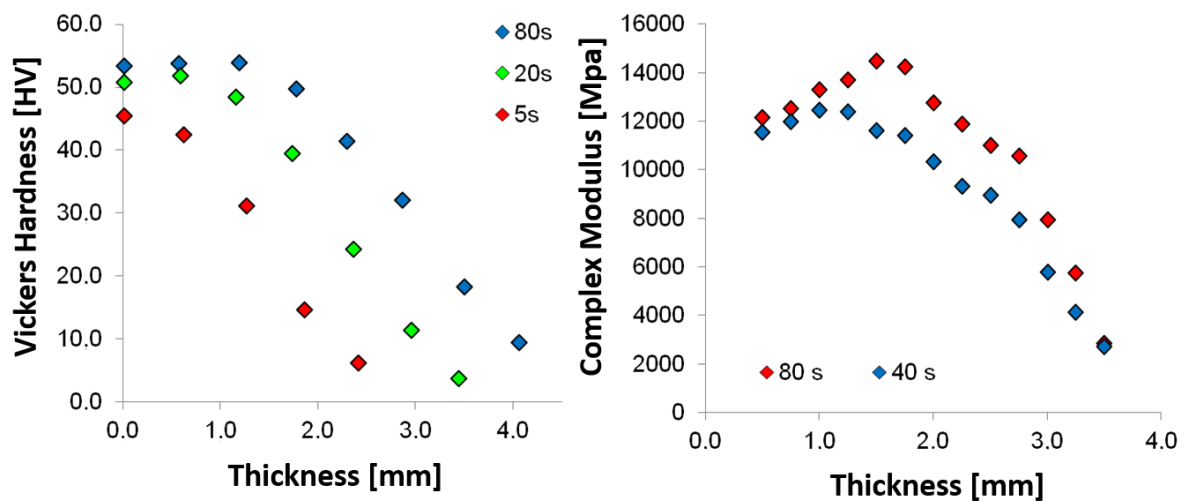 Vickers Hardness [HV]
60.0
50.0
40.0
30.0
20.0
10.0
0.0
80s
20s
5s
0.0 1.0 2.0 3.0 4.0
Thickness [mm]
Complex Modulus [Mpa]
16000
14000
12000
10000
8000
6000
4000
2000
0
80 s 40 s
0.0 1.0 2.0 3.0 4.0
Thickness [mm]